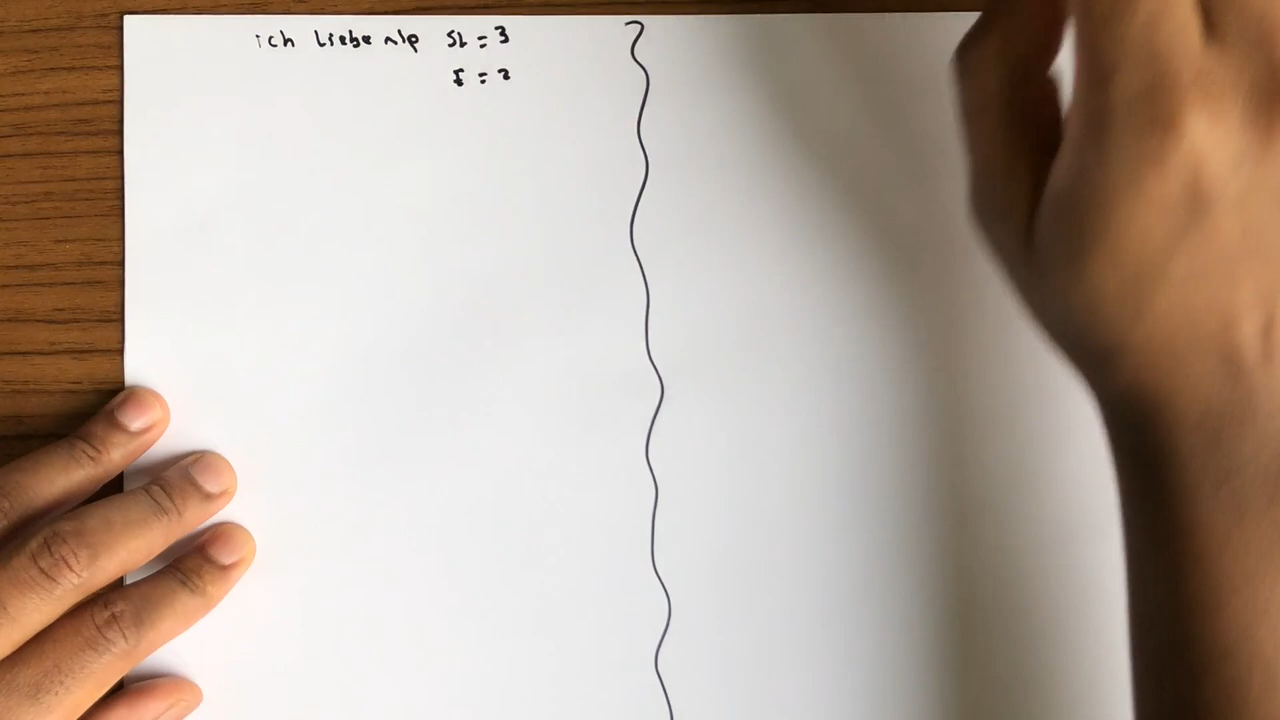 ich liebe nlp SL = 3
E = 2